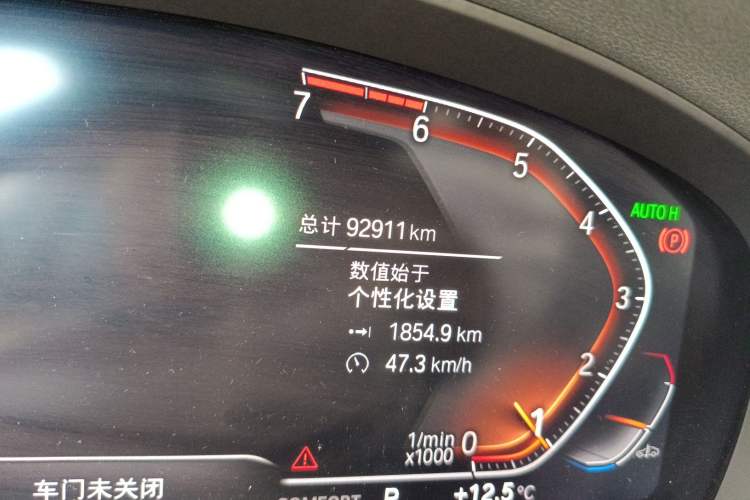 7
6
5
4
3
2
1
0
1/min
x1000
AUTO H
P
总计 92911 km
数值始于
个性化设置
1854.9 km
47.3 km/h
车门未关闭
COMFORT
P
+12.5°C